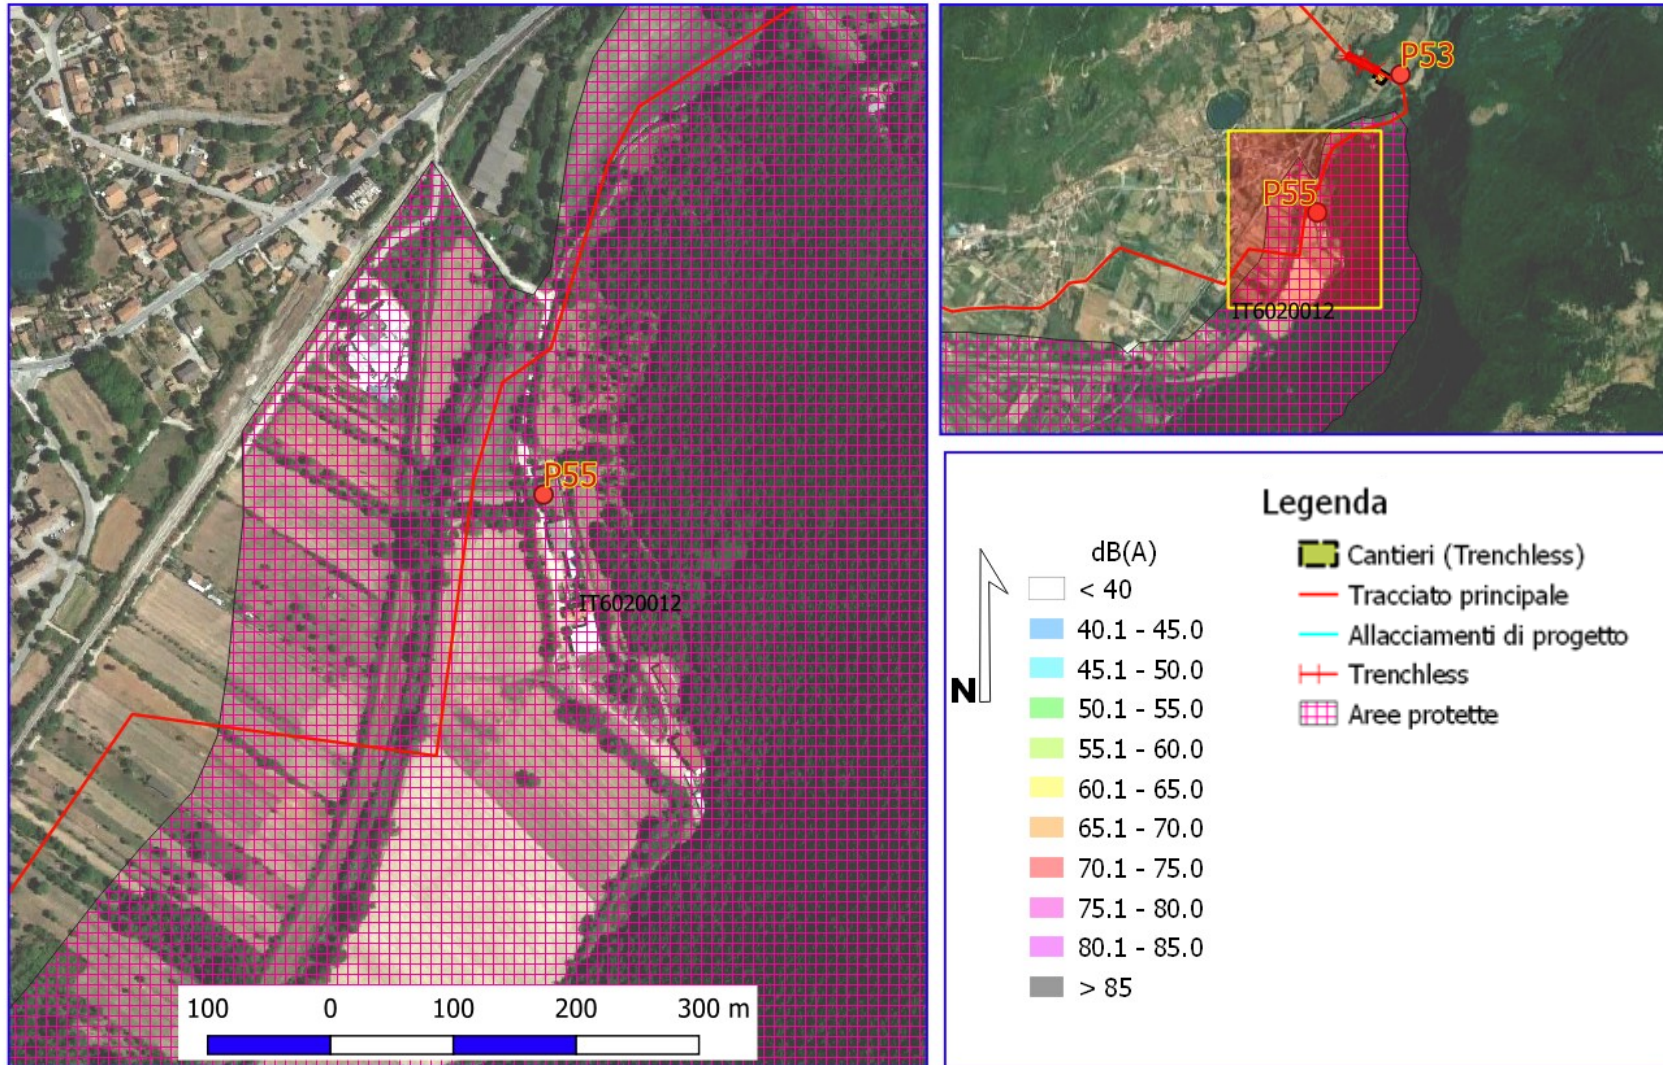 P55
IT6020012
100 0 100 200 300 m
P53
P55
IT6020012
Legenda
dB(A)
< 40
40.1 - 45.0
45.1 - 50.0
50.1 - 55.0
55.1 - 60.0
60.1 - 65.0
65.1 - 70.0
70.1 - 75.0
75.1 - 80.0
80.1 - 85.0
> 85
N
Cantieri (Trenchless)
Tracciato principale
Allacciamenti di progetto
Trenchless
Aree protette